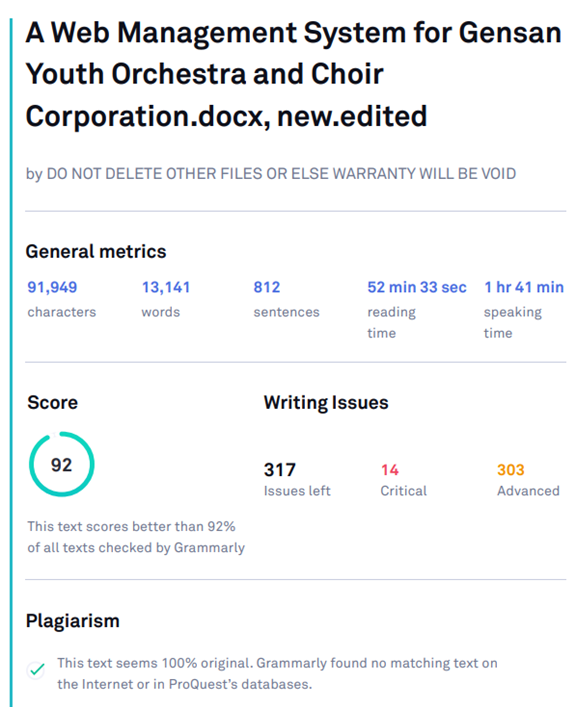 A Web Management System for Gensan
Youth Orchestra and Choir
Corporation.docx, new.edited
by DO NOT DELETE OTHER FILES OR ELSE WARRANTY WILL BE VOID
General metrics
91,949 13,141 812 52 min 33 sec 1 hr 41 min
characters words sentences reading speaking
time time
Score Writing Issues
92
317 14 303
Issues left Critical Advanced
This text scores better than 92%
of all texts checked by Grammarly
Plagiarism
This text seems 100% original. Grammarly found no matching text on
the Internet or in ProQuest's databases.